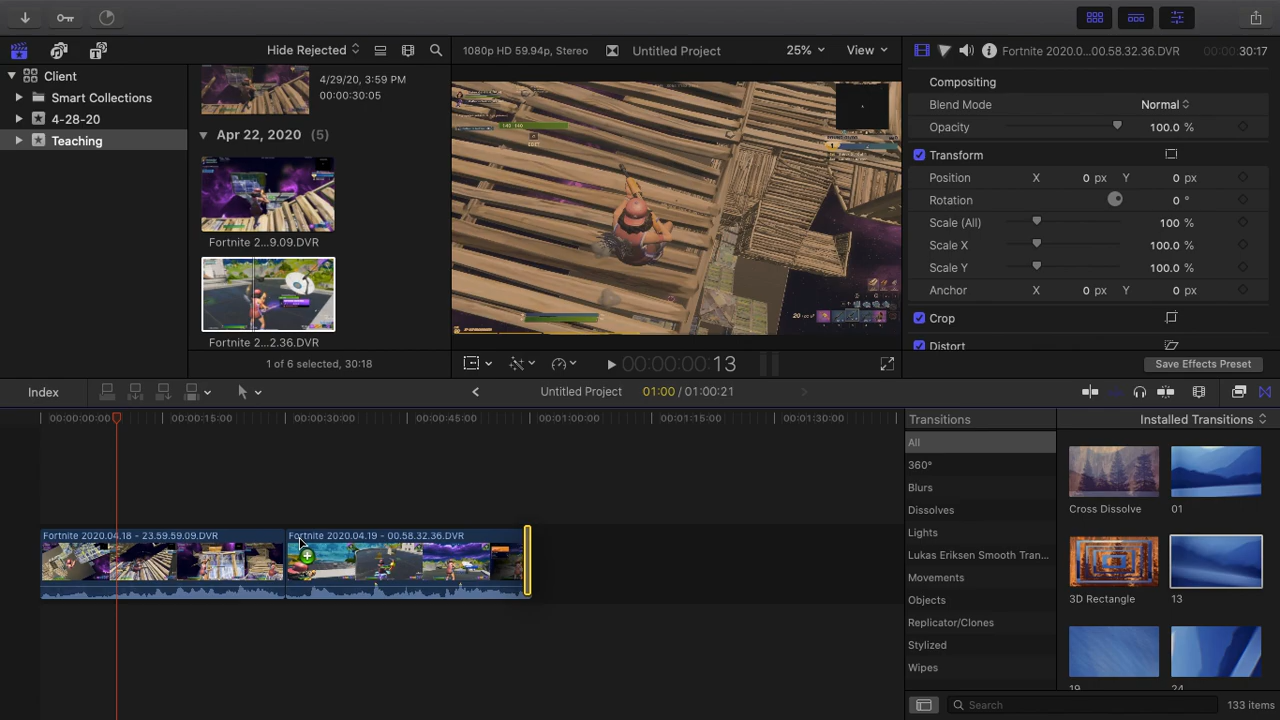 Hide Rejected
1080p HD 59.94p, Stereo
Untitled Project
25%
View
Fortnite 2020.0...00.58.32.36.DVR
00:00:30:17
Client
Smart Collections
4-28-20
Teaching
4/29/20, 3:59 PM
00:00:30:05
Apr 22, 2020 (5)
Fortnite 2...9.09.DVR
Fortnite 2...2.36.DVR
1 of 6 selected, 30:18
00:00:00:13
Compositing
Blend Mode Normal
Opacity 100.0 %
Transform
Position X 0 px Y 0 px
Rotation 0 °
Scale (All) 100 %
Scale X 100.0 %
Scale Y 100.0 %
Anchor X 0 px Y 0 px
Crop
Distort
Save Effects Preset
Index
Untitled Project
01:00 / 01:00:21
00:00:00:00
00:00:15:00
00:00:30:00
00:00:45:00
00:01:00:00
00:01:15:00
00:01:30:00
Fortnite 2020.04.18 - 23.59.59.09.DVR
Fortnite 2020.04.19 - 00.58.32.36.DVR
Transitions
Installed Transitions
All
360°
Blurs
Dissolves
Lights
Lukas Eriksen Smooth Tran...
Movements
Objects
Replicator/Clones
Stylized
Wipes
Cross Dissolve
01
3D Rectangle
13
19
24
Search
133 items